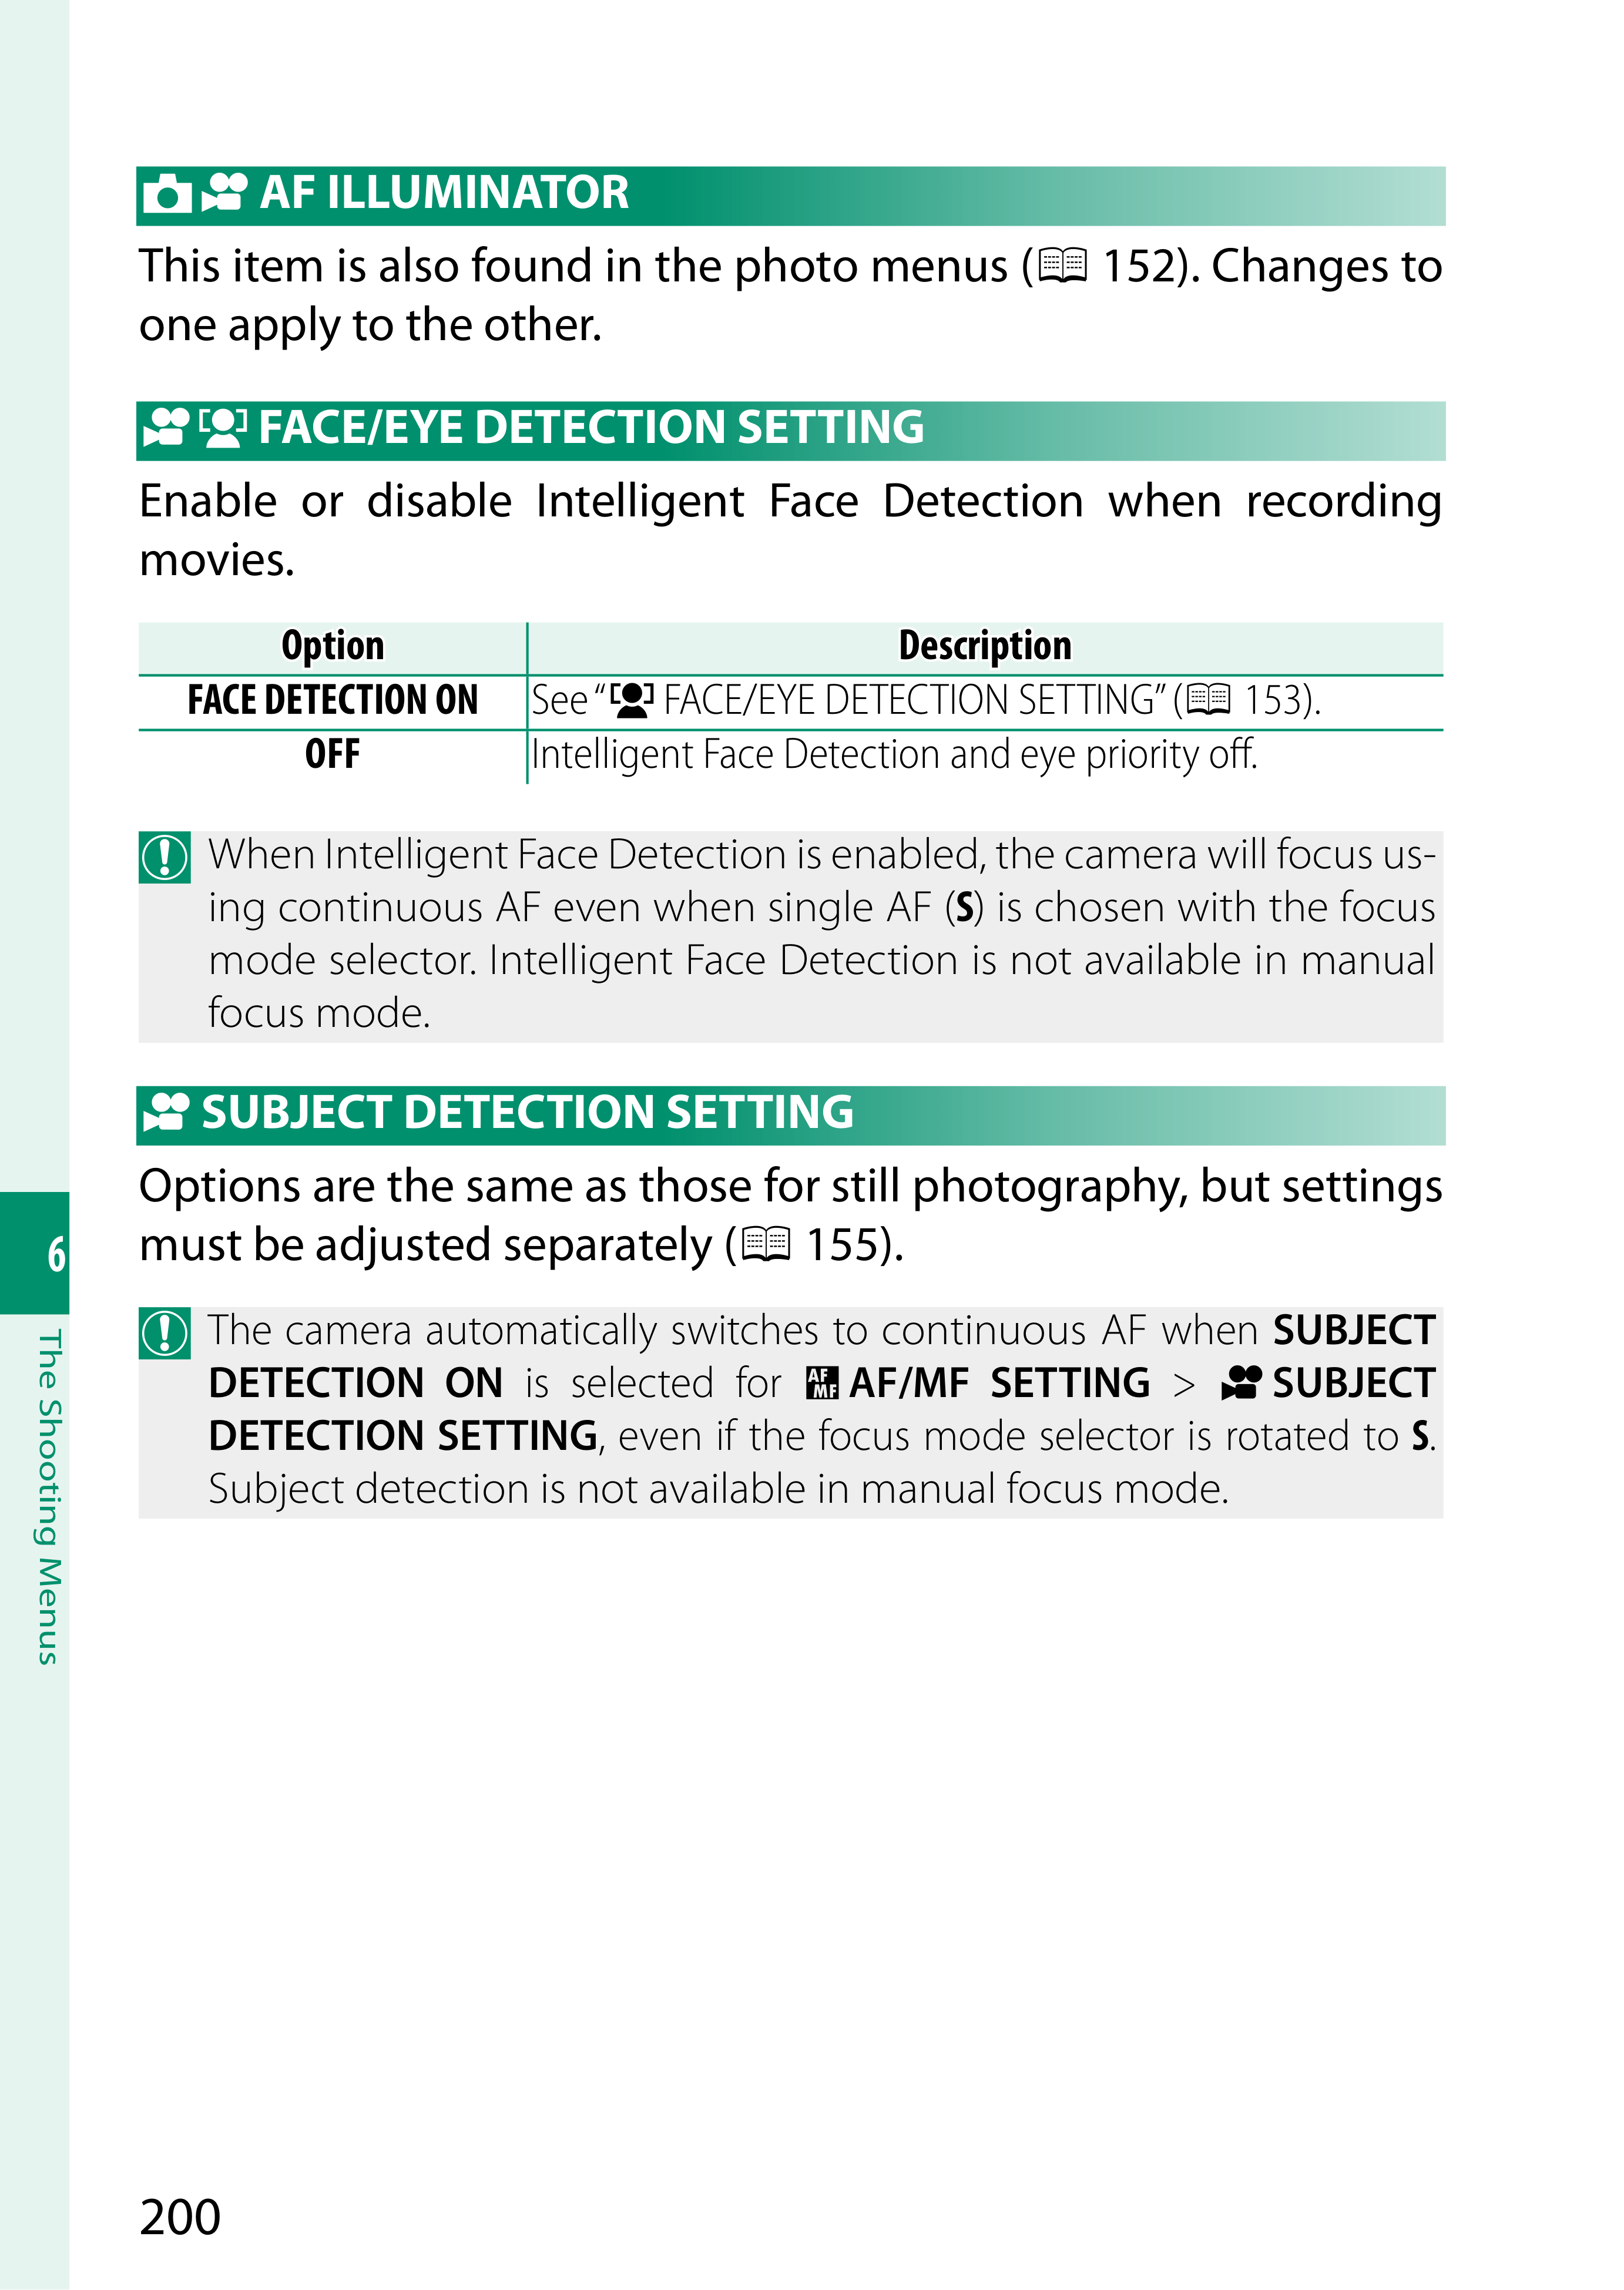 AF ILLUMINATOR
This item is also found in the photo menus ( 152). Changes to
one apply to the other.
FACE/EYE DETECTION SETTING
Enable or disable Intelligent Face Detection when recording
movies.
Option Description
FACE DETECTION ON See “ FACE/EYE DETECTION SETTING” ( 153).
OFF Intelligent Face Detection and eye priority off.
When Intelligent Face Detection is enabled, the camera will focus us-
ing continuous AF even when single AF (S) is chosen with the focus
mode selector. Intelligent Face Detection is not available in manual
focus mode.
SUBJECT DETECTION SETTING
Options are the same as those for still photography, but settings
must be adjusted separately ( 155).
The camera automatically switches to continuous AF when SUBJECT
DETECTION ON is selected for AF MF AF/MF SETTING > SUBJECT
DETECTION SETTING, even if the focus mode selector is rotated to S.
Subject detection is not available in manual focus mode.
6
The Shooting Menus
200